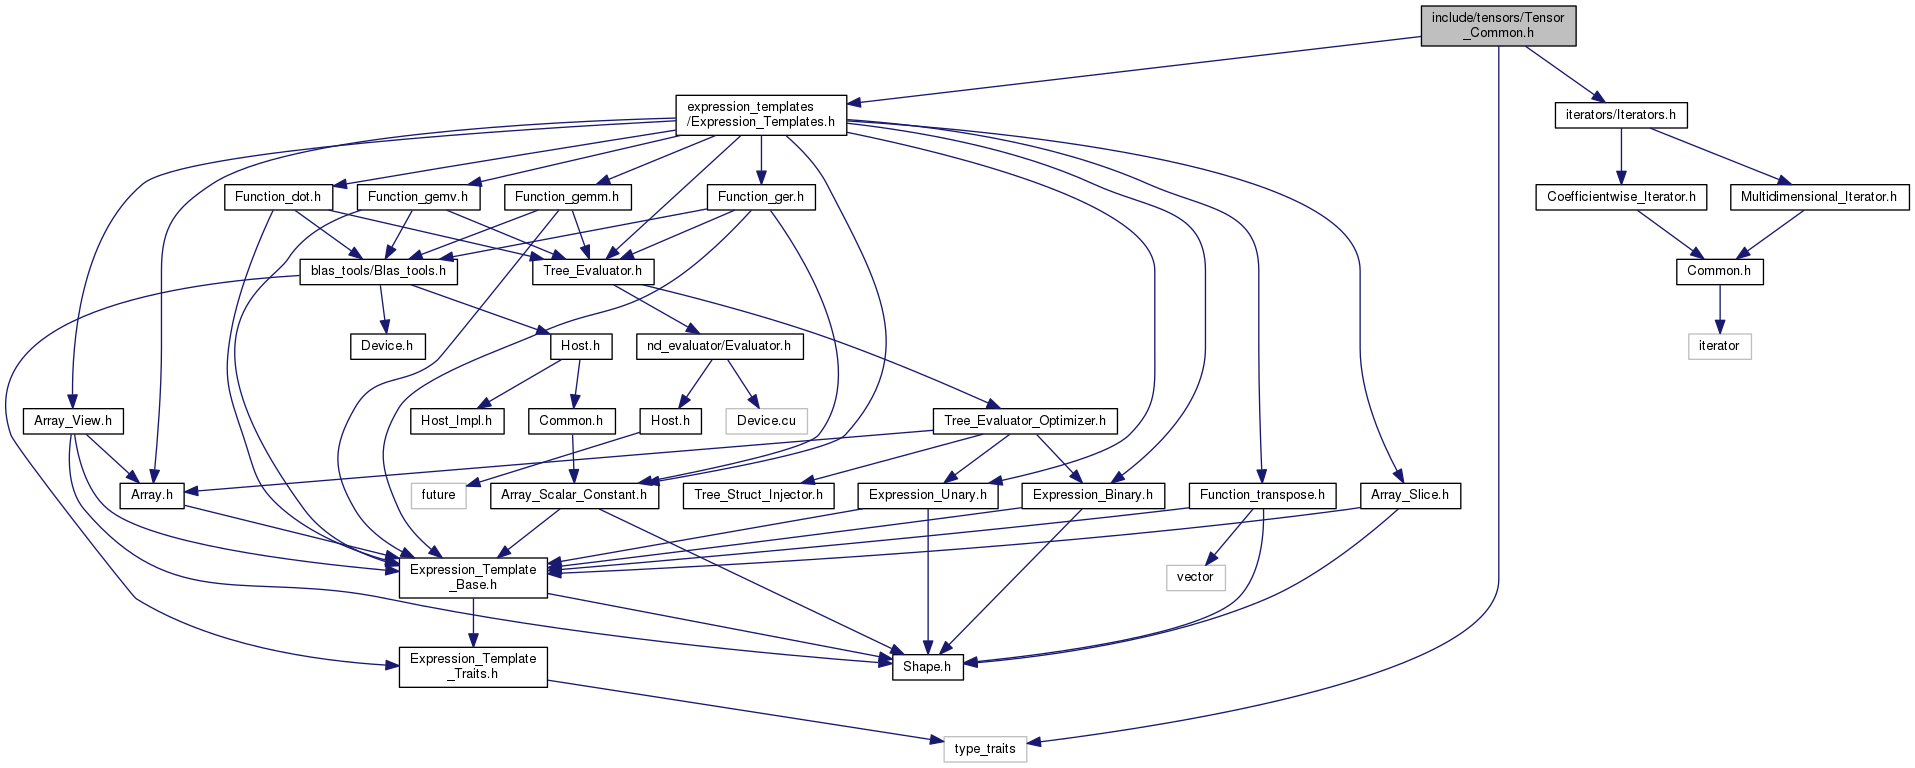 include/tensors/Tensor
_Common.h
expression_templates
/Expression_Templates.h
iterators/Iterators.h
Function_dot.h
Function_gemv.h
Function_gemm.h
Function_ger.h
Coefficientwise_Iterator.h
Multidimensional_Iterator.h
blas_tools/Blas_tools.h
Tree_Evaluator.h
Common.h
Device.h
Host.h
nd_evaluator/Evaluator.h
iterator
Array_View.h
Host_Impl.h
Common.h
Host.h
Device.cu
Tree_Evaluator_Optimizer.h
Array.h
future
Array_Scalar_Constant.h
Tree_Struct_Injector.h
Expression_Unary.h
Expression_Binary.h
Function_transpose.h
Array_Slice.h
Expression_Template
_Base.h
vector
Expression_Template
_Traits.h
Shape.h
type_traits